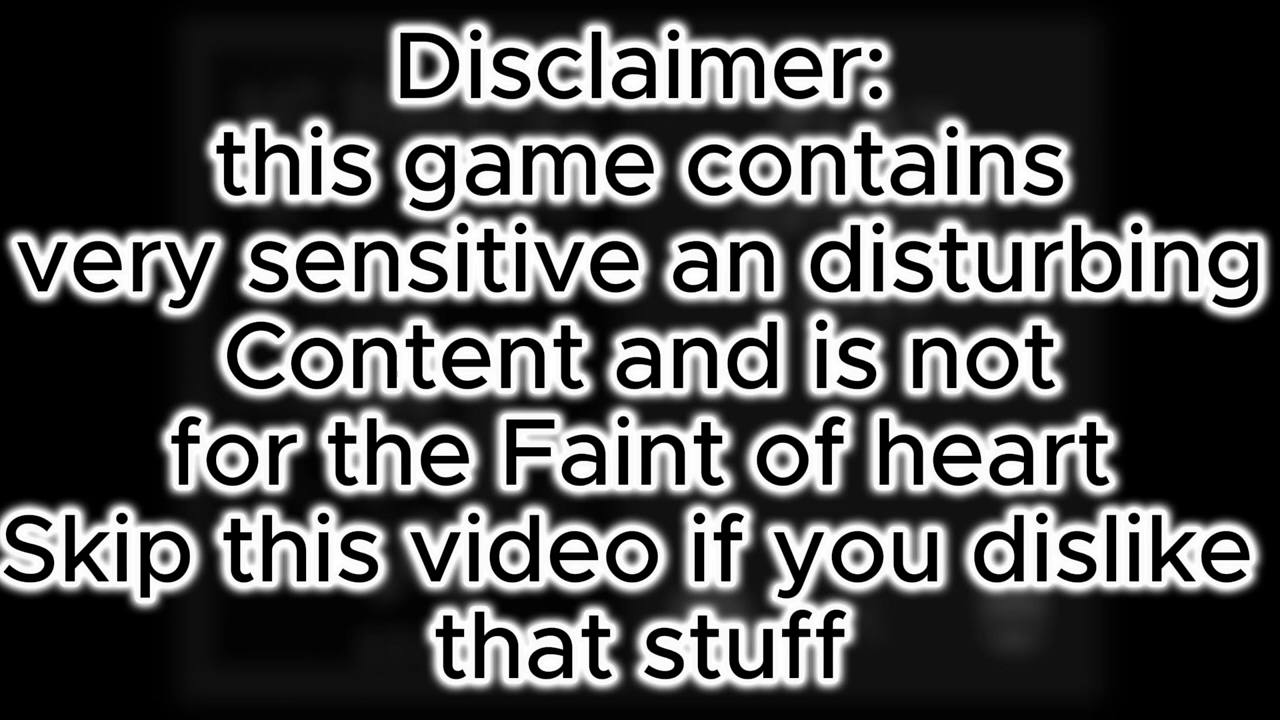 Disclaimer:
this game contains
very sensitive an disturbing
Content and is not
for the Faint of heart
Skip this video if you dislike
that stuff